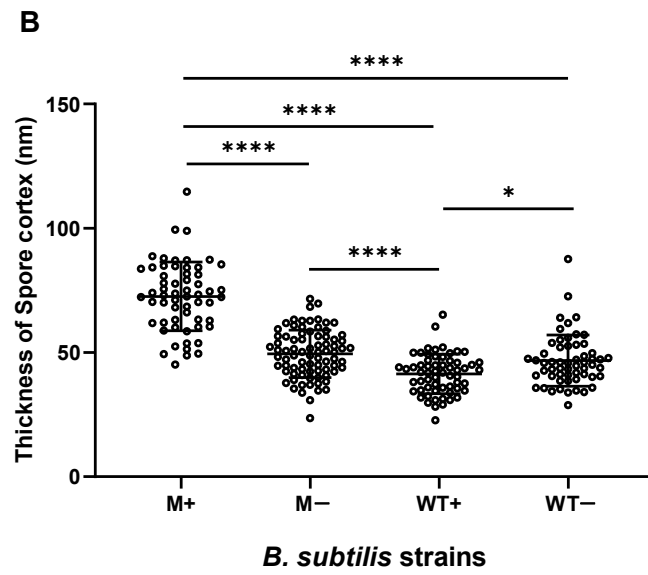 B
****
****
****
*
****
150
100
50
0
Thickness of Spore cortex (nm)
M+ M− WT+ WT−
B. subtilis strains